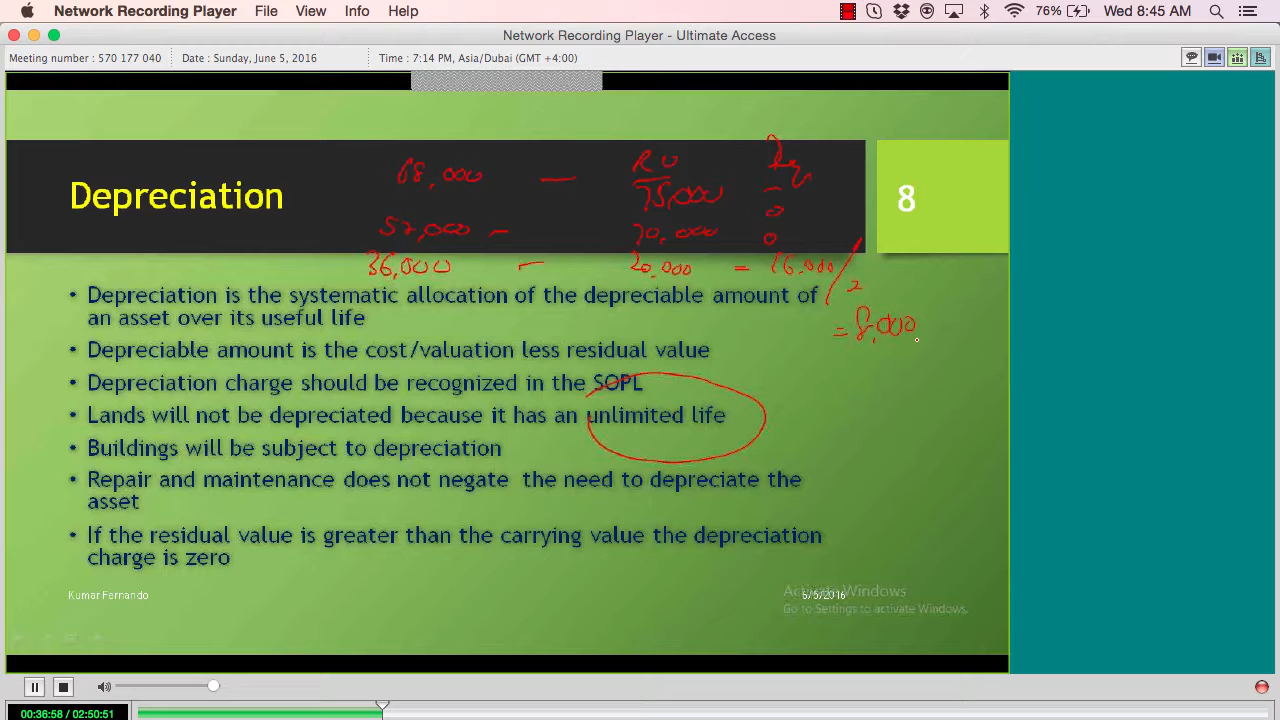 Network Recording Player File View Info Help 76% Wed 8:45 AM
Network Recording Player - Ultimate Access
Meeting number : 570 177 040 Date : Sunday, June 5, 2016 Time : 7:14 PM, Asia/Dubai(GMT +4:00)
Depreciation
8
68,000 — RV
75,000 -
52,000 - 70,000 0
36,000 — 20,000 = 16,000/2
= 8,000
• Depreciation is the systematic allocation of the depreciable amount of
an asset over its useful life
• Depreciable amount is the cost/valuation less residual value
• Depreciation charge should be recognized in the SOPL
• Lands will not be depreciated because it has an unlimited life
• Buildings will be subject to depreciation
• Repair and maintenance does not negate the need to depreciate the
asset
• If the residual value is greater than the carrying value the depreciation
charge is zero
Kumar Fernando 6/5/2016
Activate Windows
Go to Settings to activate Windows.
00:36:58 / 02:50:51